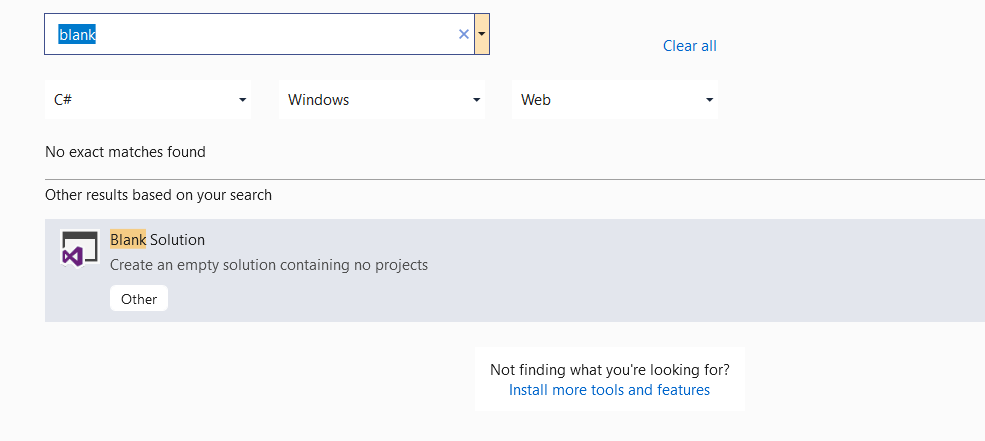 blank
Clear all
C#
Windows
Web
No exact matches found
Other results based on your search
Blank Solution
Create an empty solution containing no projects
Other
Not finding what you're looking for?
Install more tools and features